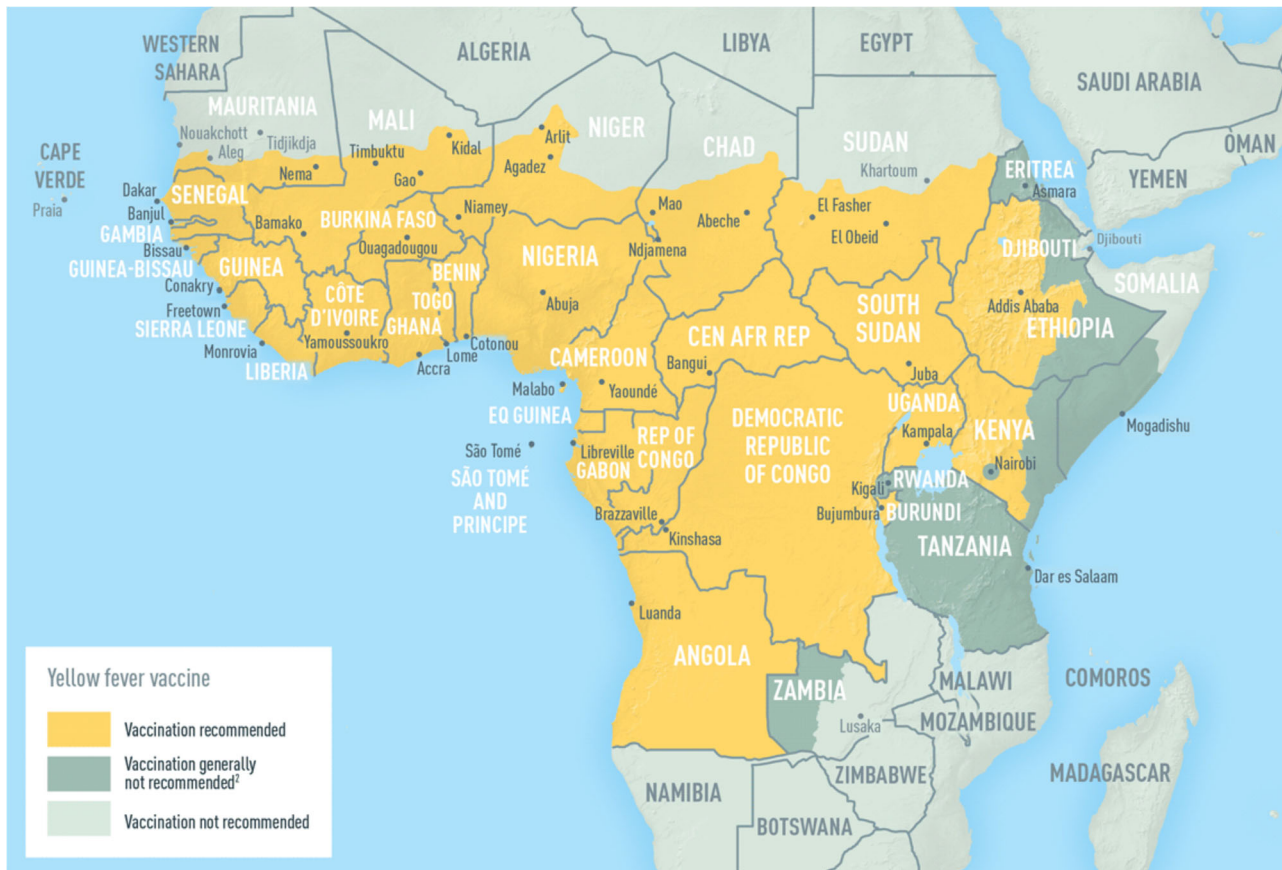 WESTERN
SAHARA
ALGERIA
LIBYA
EGYPT
SAUDI ARABIA
MAURITANIA
Nouakchott
Tidjikdja
Aleg
MALI
NIGER
CHAD
SUDAN
OMAN
YEMEN
CAPE
VERDE
Praia
Nema
Timbuktu
Kidal
Gao
Arlit
Agadez
Khartoum
ERITREA
Asmara
Dakar
SENEGAL
Banjul
GAMBIA
Bissau
GUINEA-BISSAU
Bamako
BURKINA FASO
Ouagadougou
Niamey
Mao
Abeche
Ndjamena
El Fasher
El Obeid
DJIBOUTI
Djibouti
SOMALIA
GUINEA
Conakry
Freetown
SIERRA LEONE
Monrovia
LIBERIA
CÔTE
D'IVOIRE
Yamoussoukro
BENIN
TOGO
GHANA
Accra
Lome
Cotonou
NIGERIA
Abuja
Addis Ababa
ETHIOPIA
SOUTH
SUDAN
Juba
CEN AFR REP
Bangui
CAMEROON
Yaoundé
Malabo
EQ GUINEA
São Tomé
SÃO TOMÉ
AND
PRINCIPE
Libreville
GABON
REP OF
CONGO
Brazzaville
Kinshasa
DEMOCRATIC
REPUBLIC
OF CONGO
UGANDA
Kampala
KENYA
Nairobi
Mogadishu
Kigali
RWANDA
Bujumbura
BURUNDI
TANZANIA
Dar es Salaam
Luanda
ANGOLA
ZAMBIA
Lusaka
MALAWI
MOZAMBIQUE
COMOROS
ZIMBABWE
MADAGASCAR
NAMIBIA
BOTSWANA
Yellow fever vaccine
Vaccination recommended
Vaccination generally
not recommended²
Vaccination not recommended